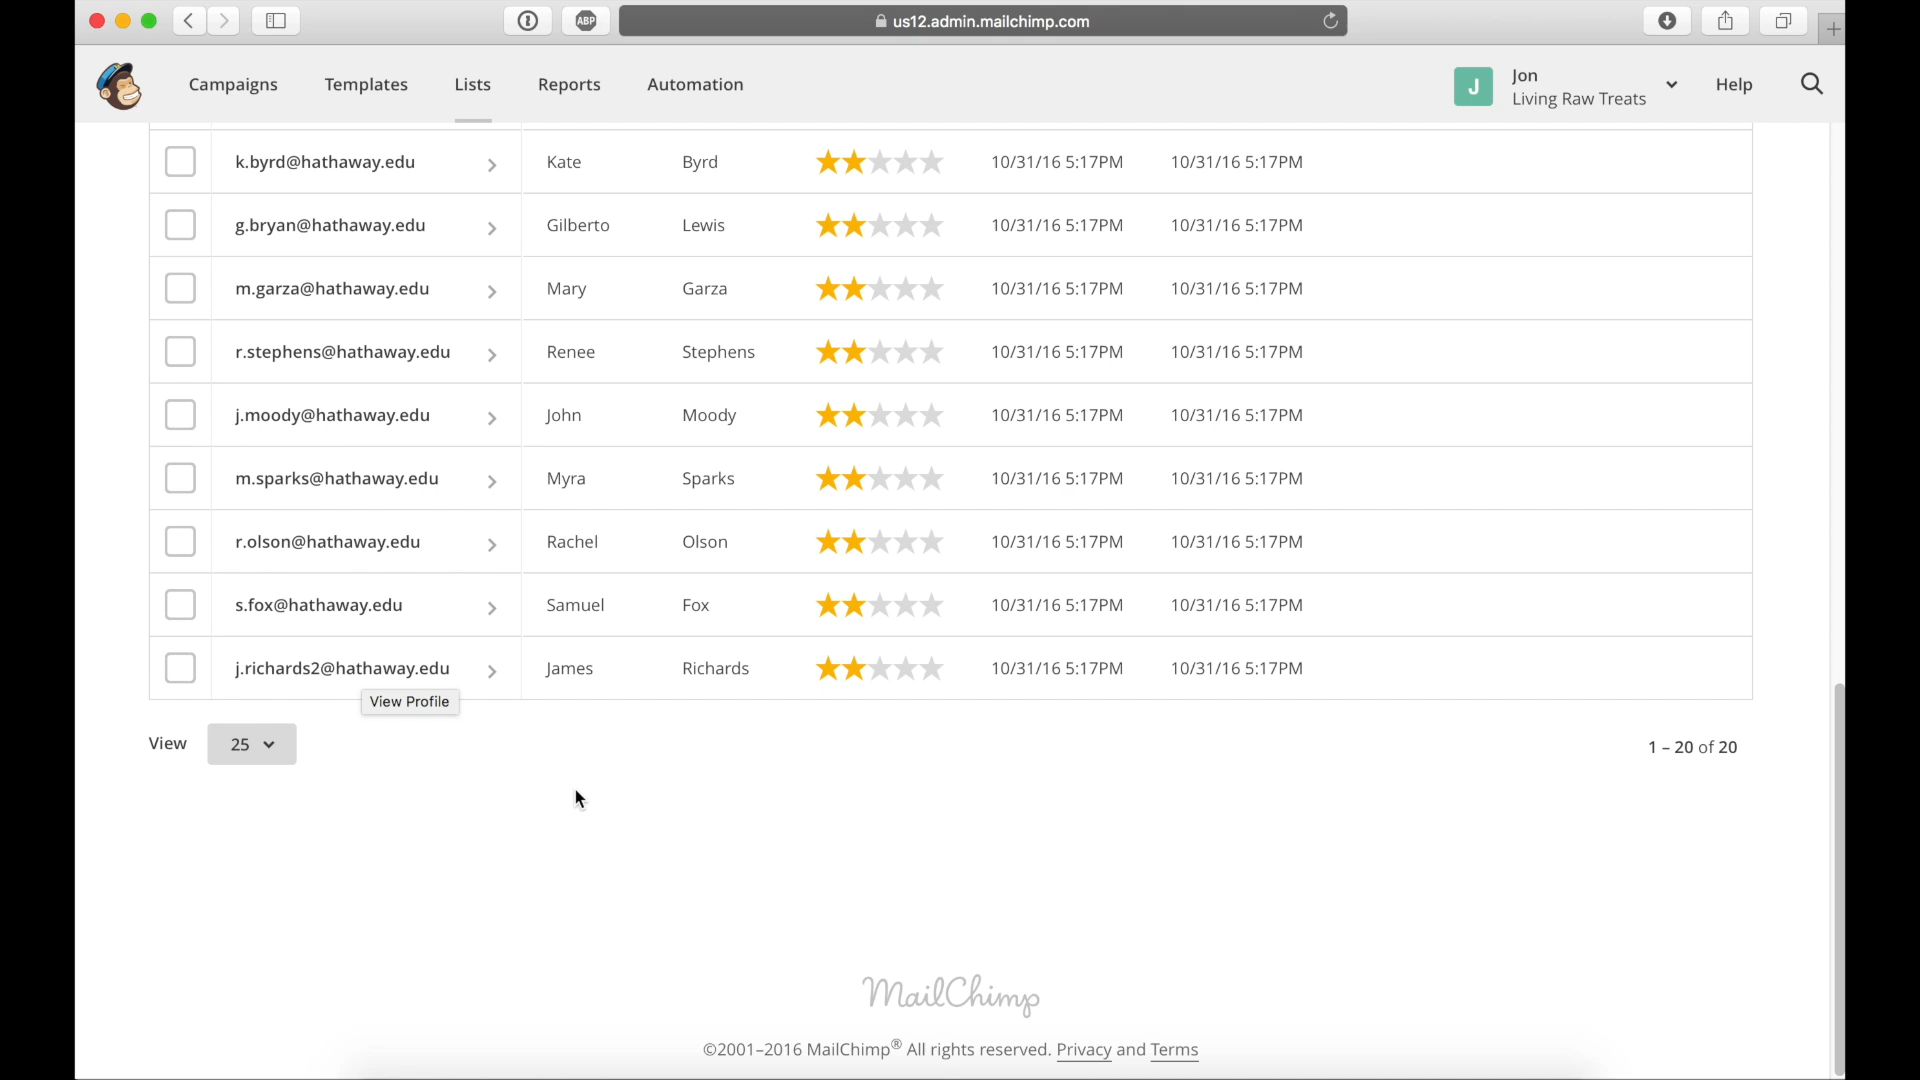 ABP
us12.admin.mailchimp.com
Campaigns Templates Lists Reports Automation
J
Jon
Living Raw Treats
Help
k.byrd@hathaway.edu Kate Byrd 10/31/16 5:17PM 10/31/16 5:17PM
g.bryan@hathaway.edu Gilberto Lewis 10/31/16 5:17PM 10/31/16 5:17PM
m.garza@hathaway.edu Mary Garza 10/31/16 5:17PM 10/31/16 5:17PM
r.stephens@hathaway.edu Renee Stephens 10/31/16 5:17PM 10/31/16 5:17PM
j.moody@hathaway.edu John Moody 10/31/16 5:17PM 10/31/16 5:17PM
m.sparks@hathaway.edu Myra Sparks 10/31/16 5:17PM 10/31/16 5:17PM
r.olson@hathaway.edu Rachel Olson 10/31/16 5:17PM 10/31/16 5:17PM
s.fox@hathaway.edu Samuel Fox 10/31/16 5:17PM 10/31/16 5:17PM
j.richards2@hathaway.edu James Richards 10/31/16 5:17PM 10/31/16 5:17PM
View Profile
View 25 1 – 20 of 20
MailChimp
©2001–2016 MailChimp® All rights reserved. Privacy and Terms